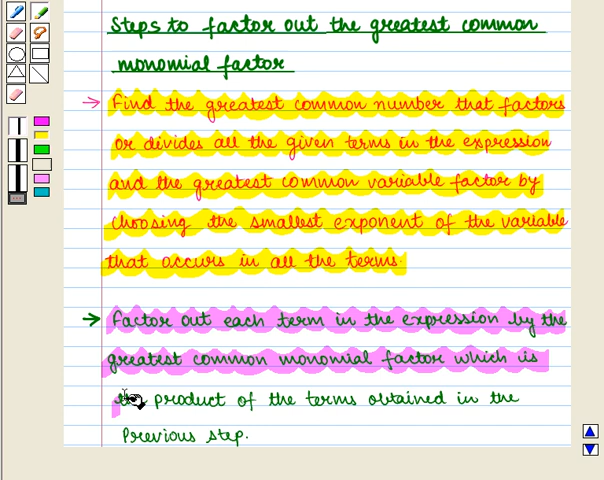 Steps to factor out the greatest common
monomial factor
→ Find the greatest common number that factors
or divides all the given terms in the expression
and the greatest common variable factor by
choosing the smallest exponent of the variable
that occurs in all the terms.
→ Factor out each term in the expression by the
greatest common monomial factor which is
the product of the terms obtained in the
Previous step.